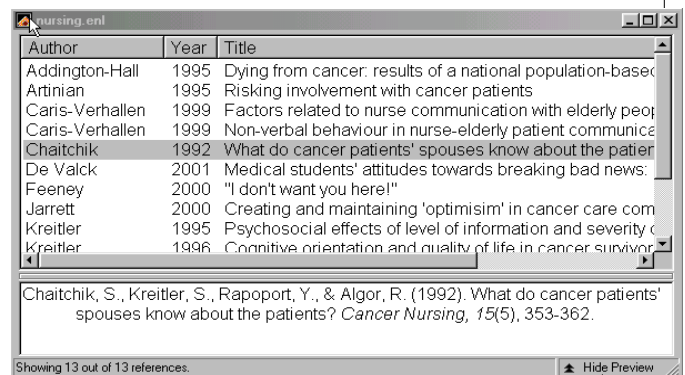 nursing.enl
Author Year Title
Addington-Hall 1995 Dying from cancer: results of a national population-based
Artinian 1995 Risking involvement with cancer patients
Caris-Verhallen 1999 Factors related to nurse communication with elderly peop
Caris-Verhallen 1999 Non-verbal behaviour in nurse-elderly patient communica
Chaitchik 1992 What do cancer patients' spouses know about the patien
De Valck 2001 Medical students' attitudes towards breaking bad news:
Feeney 2000 "I don't want you here!"
Jarrett 2000 Creating and maintaining 'optimisim' in cancer care com
Kreitler 1995 Psychosocial effects of level of information and severity o
Kreitler 1996 Cognitive orientation and quality of life in cancer survivor
Chaitchik, S., Kreitler, S., Rapoport, Y., & Algor, R. (1992). What do cancer patients'
spouses know about the patients? Cancer Nursing, 15(5), 353-362.
Showing 13 out of 13 references. Hide Preview